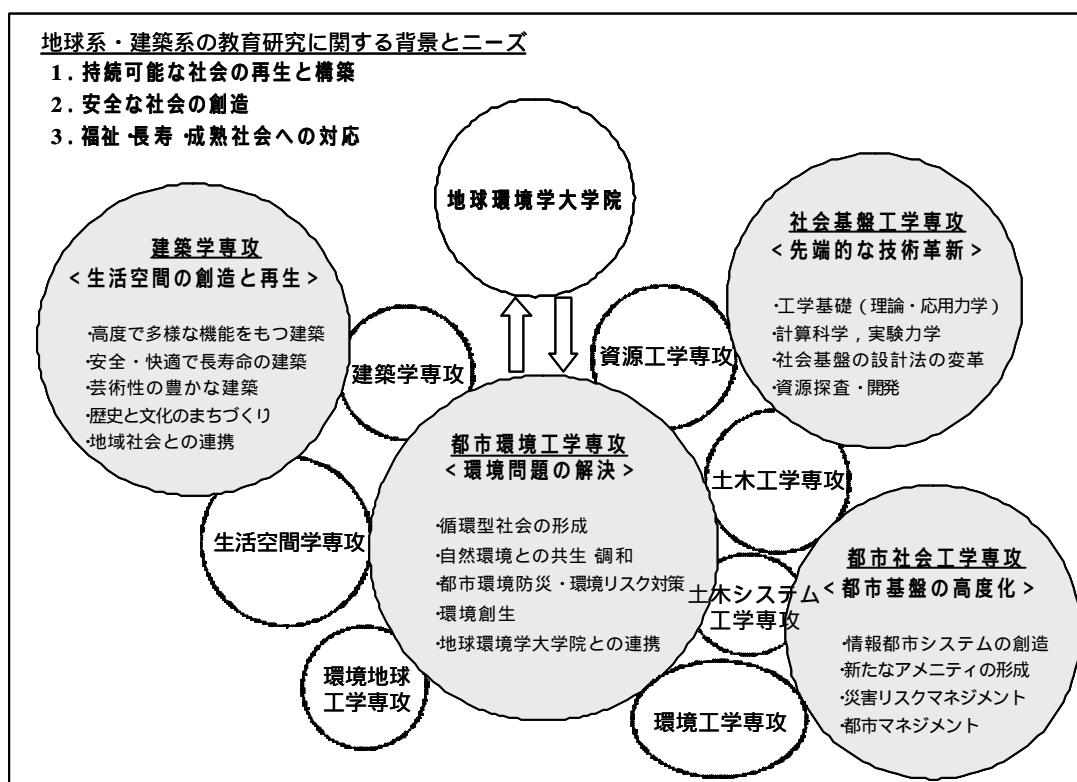 地球系・建築系の教育研究に関する背景とニーズ
1. 持続可能な社会の再生と構築
2. 安全な社会の創造
3. 福祉・長寿・成熟社会への対応
地球環境学大学院
建築学専攻
<生活空間の創造と再生>
・高度で多様な機能をもつ建築
・安全・快適で長寿命の建築
・芸術性の豊かな建築
・歴史と文化のまちづくり
・地域社会との連携
社会基盤工学専攻
<先端的な技術革新>
・工学基礎(理論・応用力学)
・計算科学,実験力学
・社会基盤の設計法の変革
・資源探査・開発
建築学専攻
資源工学専攻
都市環境工学専攻
<環境問題の解決>
・循環型社会の形成
・自然環境との共生・調和
・都市環境防災・環境リスク対策
・環境創生
・地球環境学大学院との連携
土木工学専攻
生活空間学専攻
土木システム
工学専攻
都市社会工学専攻
<都市基盤の高度化>
・情報都市システムの創造
・新たなアメニティの形成
・災害リスクマネジメント
・都市マネジメント
環境地球
工学専攻
環境工学専攻